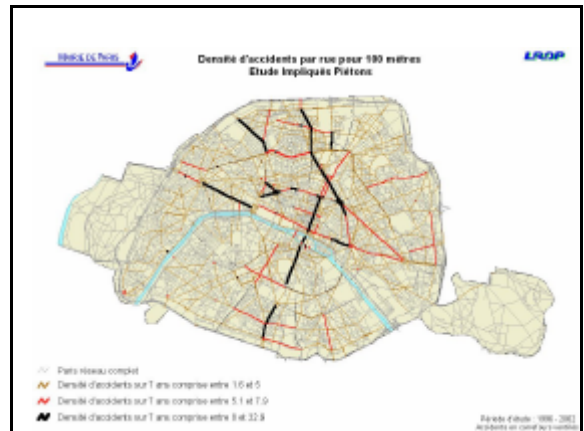 MAIRIE DE PARIS
Densité d'accidents par rue pour 100 mètres
Etude Impliqués Piétons
LROP
Paris réseau complet
Densité d'accidents sur 7 ans comprise entre 1.6 et 5
Densité d'accidents sur 7 ans comprise entre 5.1 et 7.9
Densité d'accidents sur 7 ans comprise entre 8 et 32.9
Période d'étude : 1996 - 2002
Accidents en